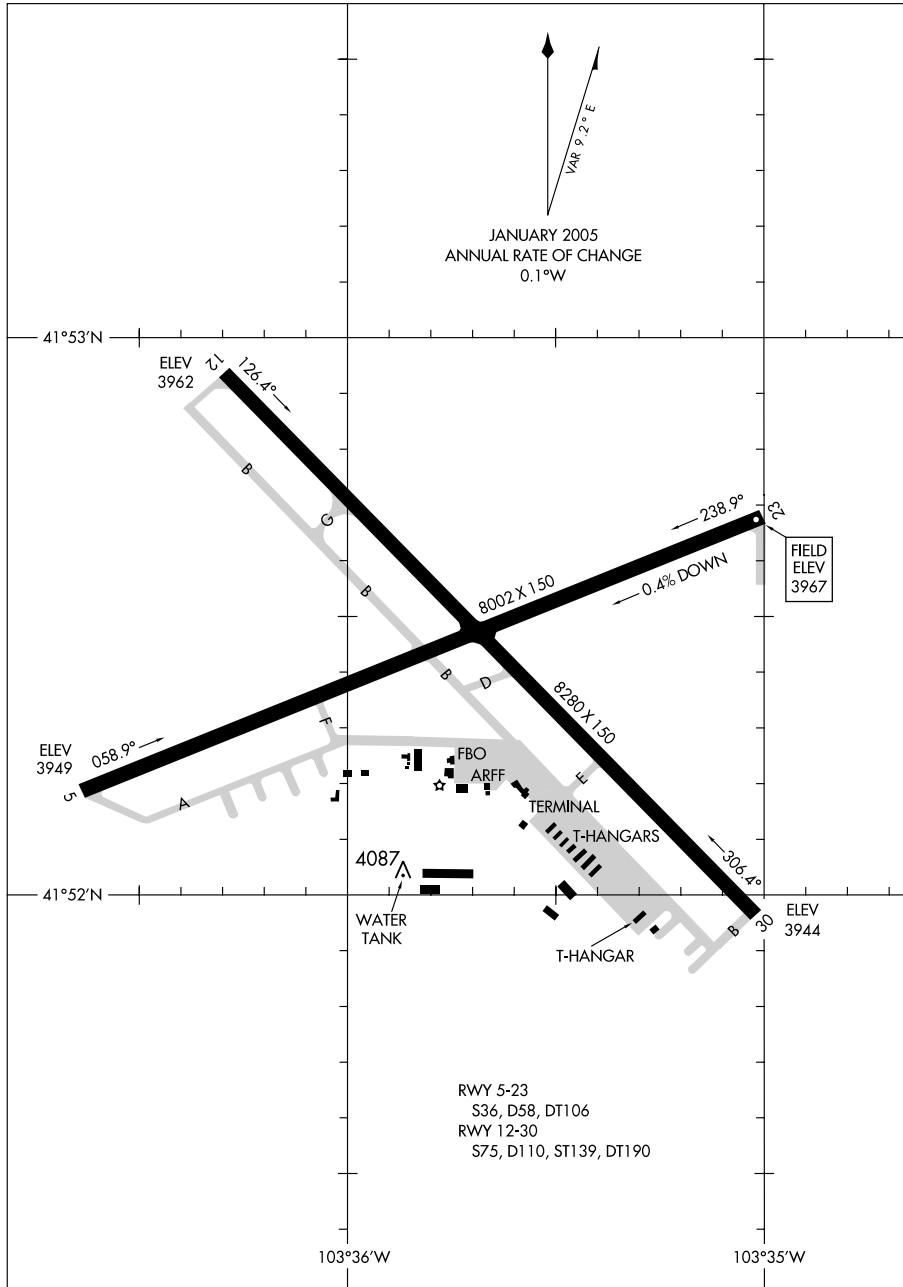 VAR 9.2° E
JANUARY 2005
ANNUAL RATE OF CHANGE
0.1°W
41°53'N
ELEV
3962
12
126.4°
B
G
B
238.9°
23
0.4% DOWN
FIELD
ELEV
3967
8002 X 150
B
D
8280 X 150
F
ELEV
3949
058.9°
5
A
FBO
ARFF
E
TERMINAL
T-HANGARS
4087
WATER
TANK
306.4°
41°52'N
B
30
ELEV
3944
T-HANGAR
RWY 5-23
S36, D58, DT106
RWY 12-30
S75, D110, ST139, DT190
103°36'W
103°35'W